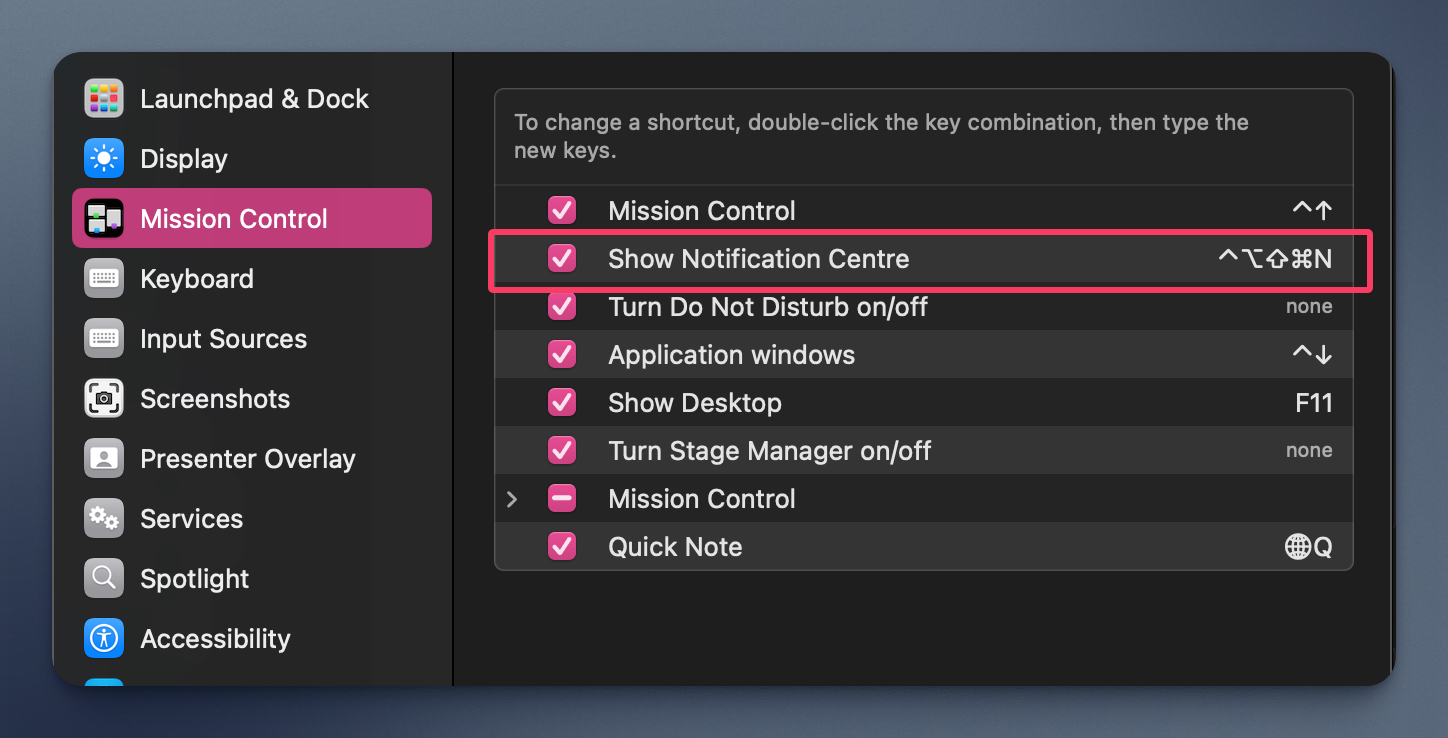 Launchpad & Dock
Display
Mission Control
Keyboard
Input Sources
Screenshots
Presenter Overlay
Services
Spotlight
Accessibility
To change a shortcut, double-click the key combination, then type the
new keys.
Mission Control ^↑
Show Notification Centre ^⌥⇧⌘N
Turn Do Not Disturb on/off none
Application windows ^↓
Show Desktop F11
Turn Stage Manager on/off none
Mission Control
Quick Note 🌐Q